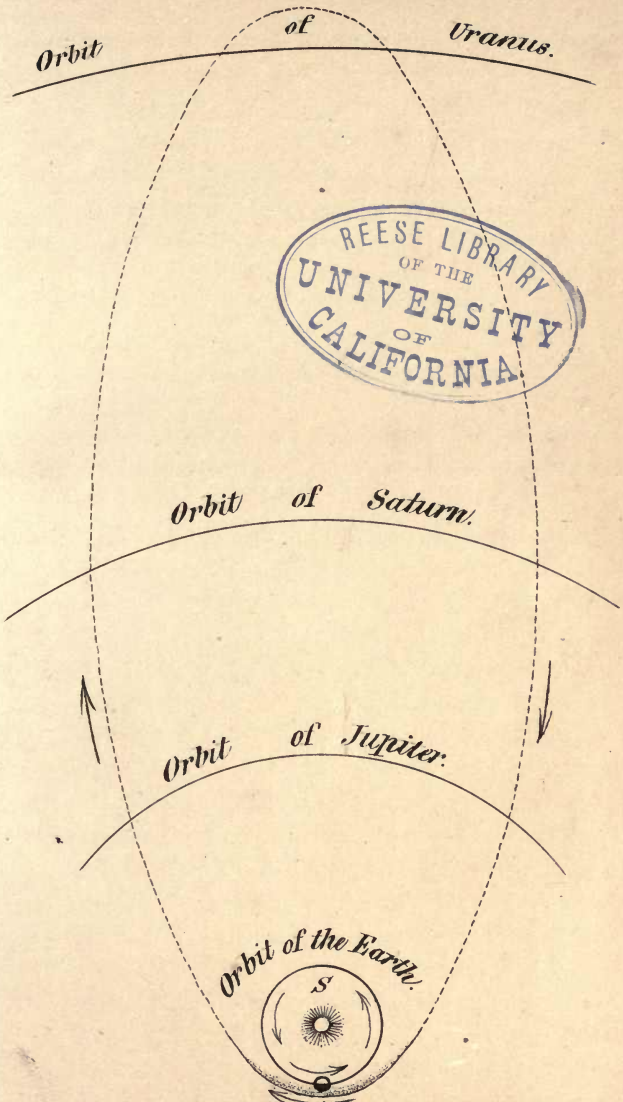 Orbit of Uranus.
REESE LIBRARY
OF THE
UNIVERSITY
OF
CALIFORNIA.
Orbit of Saturn.
Orbit of Jupiter.
Orbit of the Earth.
S